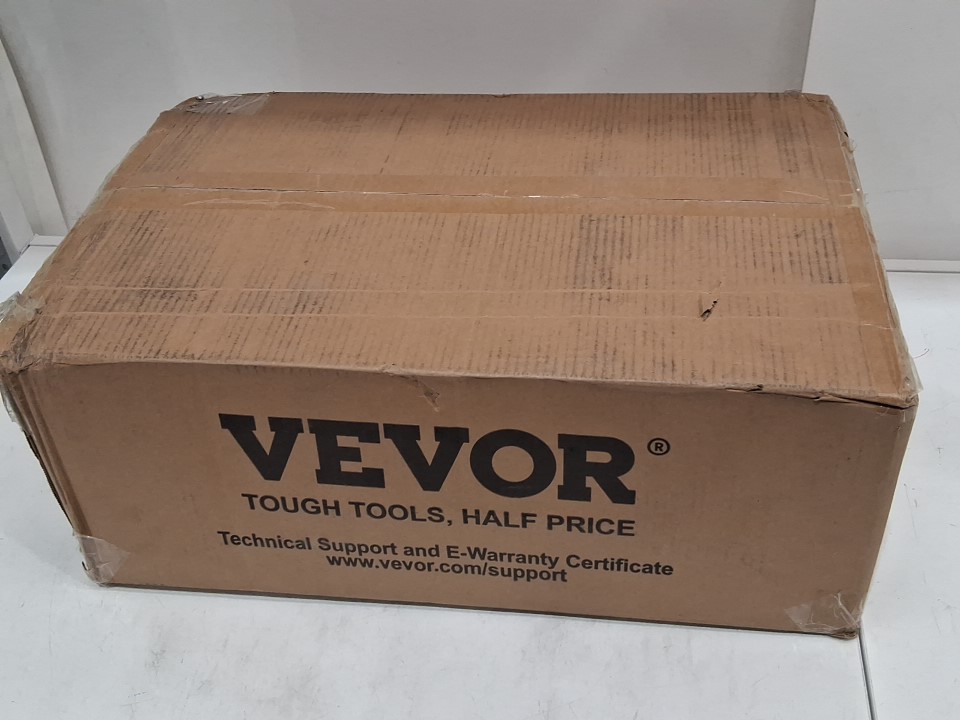 VEVOR®
TOUGH TOOLS, HALF PRICE
Technical Support and E-Warranty Certificate
www.vevor.com/support